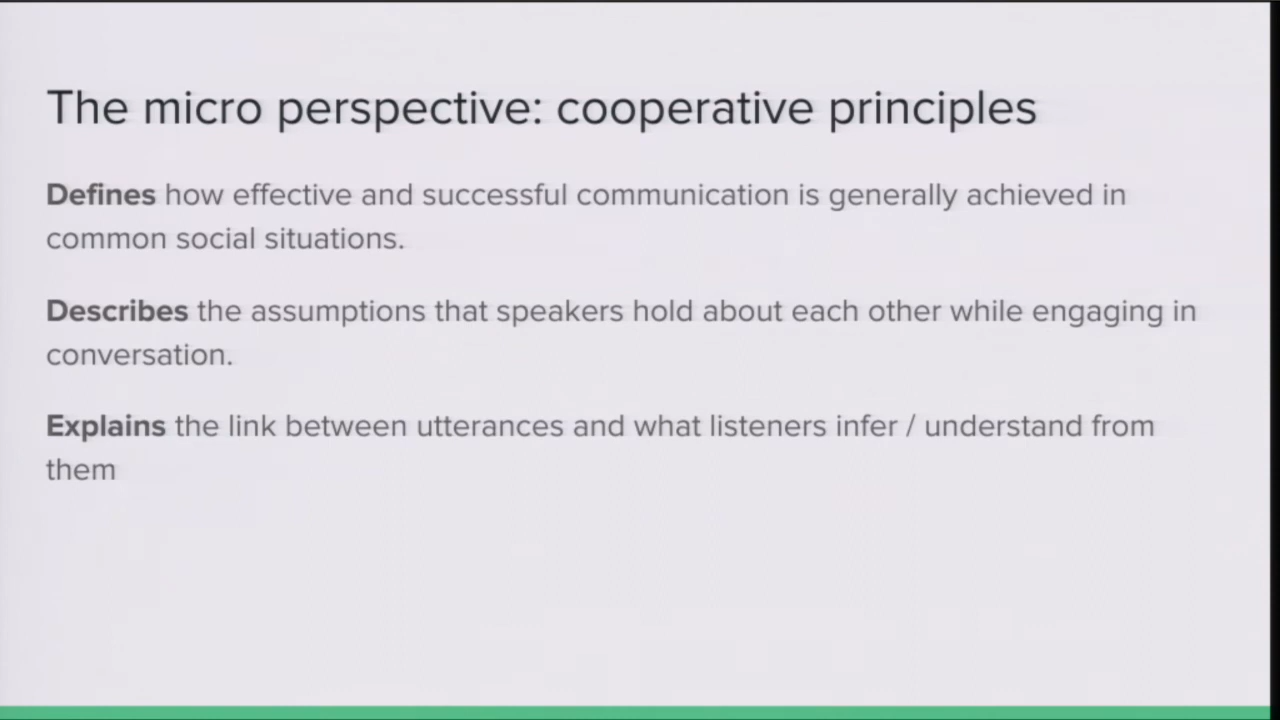 The micro perspective: cooperative principles
Defines how effective and successful communication is generally achieved in
common social situations.
Describes the assumptions that speakers hold about each other while engaging in
conversation.
Explains the link between utterances and what listeners infer / understand from
them